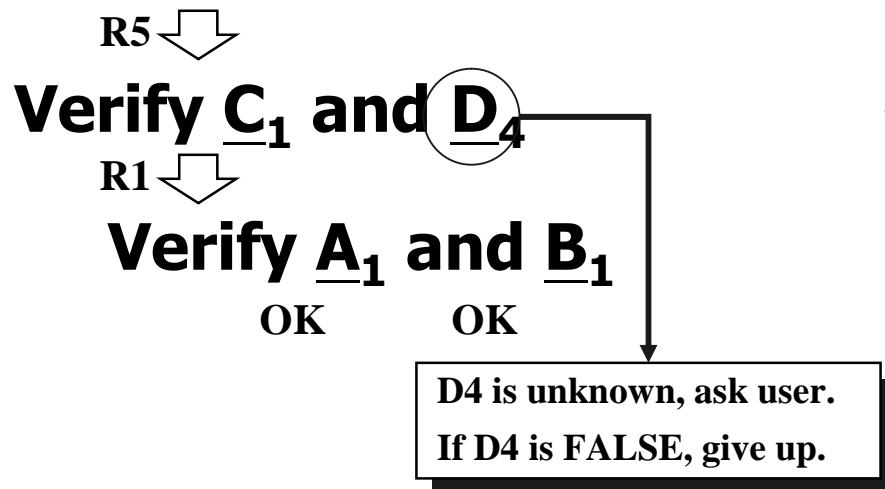 R5
Verify C1 and D4
R1
Verify A1 and B1
OK OK
D4 is unknown, ask user.
If D4 is FALSE, give up.